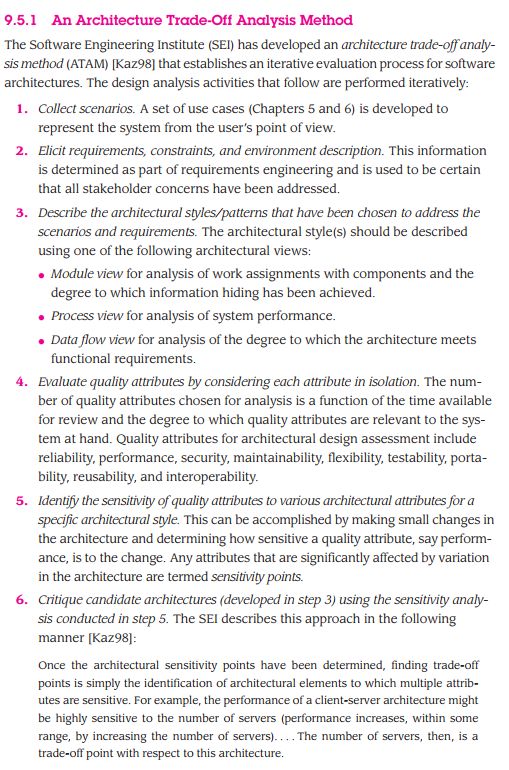 9.5.1 An Architecture Trade-Off Analysis Method
The Software Engineering Institute (SEI) has developed an architecture trade-off analy-
sis method (ATAM) [Kaz98] that establishes an iterative evaluation process for software
architectures. The design analysis activities that follow are performed iteratively:
1. Collect scenarios. A set of use cases (Chapters 5 and 6) is developed to
represent the system from the user's point of view.
2. Elicit requirements, constraints, and environment description. This information
is determined as part of requirements engineering and is used to be certain
that all stakeholder concerns have been addressed.
3. Describe the architectural styles/patterns that have been chosen to address the
scenarios and requirements. The architectural style(s) should be described
using one of the following architectural views:
• Module view for analysis of work assignments with components and the
degree to which information hiding has been achieved.
• Process view for analysis of system performance.
• Data flow view for analysis of the degree to which the architecture meets
functional requirements.
4. Evaluate quality attributes by considering each attribute in isolation. The num-
ber of quality attributes chosen for analysis is a function of the time available
for review and the degree to which quality attributes are relevant to the sys-
tem at hand. Quality attributes for architectural design assessment include
reliability, performance, security, maintainability, flexibility, testability, porta-
bility, reusability, and interoperability.
5. Identify the sensitivity of quality attributes to various architectural attributes for a
specific architectural style. This can be accomplished by making small changes in
the architecture and determining how sensitive a quality attribute, say perform-
ance, is to the change. Any attributes that are significantly affected by variation
in the architecture are termed sensitivity points.
6. Critique candidate architectures (developed in step 3) using the sensitivity analy-
sis conducted in step 5. The SEI describes this approach in the following
manner [Kaz98]:
Once the architectural sensitivity points have been determined, finding trade-off
points is simply the identification of architectural elements to which multiple attrib-
utes are sensitive. For example, the performance of a client-server architecture might
be highly sensitive to the number of servers (performance increases, within some
range, by increasing the number of servers). . . . The number of servers, then, is a
trade-off point with respect to this architecture.